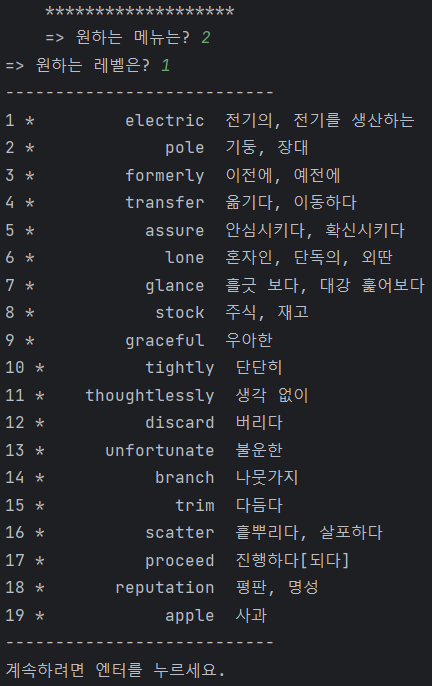 *******************
=> 원하는 메뉴는? 2
=> 원하는 레벨은? 1
---------------------------
1 * electric 전기의, 전기를 생산하는
2 * pole 기둥, 장대
3 * formerly 이전에, 예전에
4 * transfer 옮기다, 이동하다
5 * assure 안심시키다, 확신시키다
6 * lone 혼자인, 단독의, 외딴
7 * glance 흘긋 보다, 대강 훑어보다
8 * stock 주식, 재고
9 * graceful 우아한
10 * tightly 단단히
11 * thoughtlessly 생각 없이
12 * discard 버리다
13 * unfortunate 불운한
14 * branch 나뭇가지
15 * trim 다듬다
16 * scatter 흩뿌리다, 살포하다
17 * proceed 진행하다[되다]
18 * reputation 평판, 명성
19 * apple 사과
---------------------------
계속하려면 엔터를 누르세요.